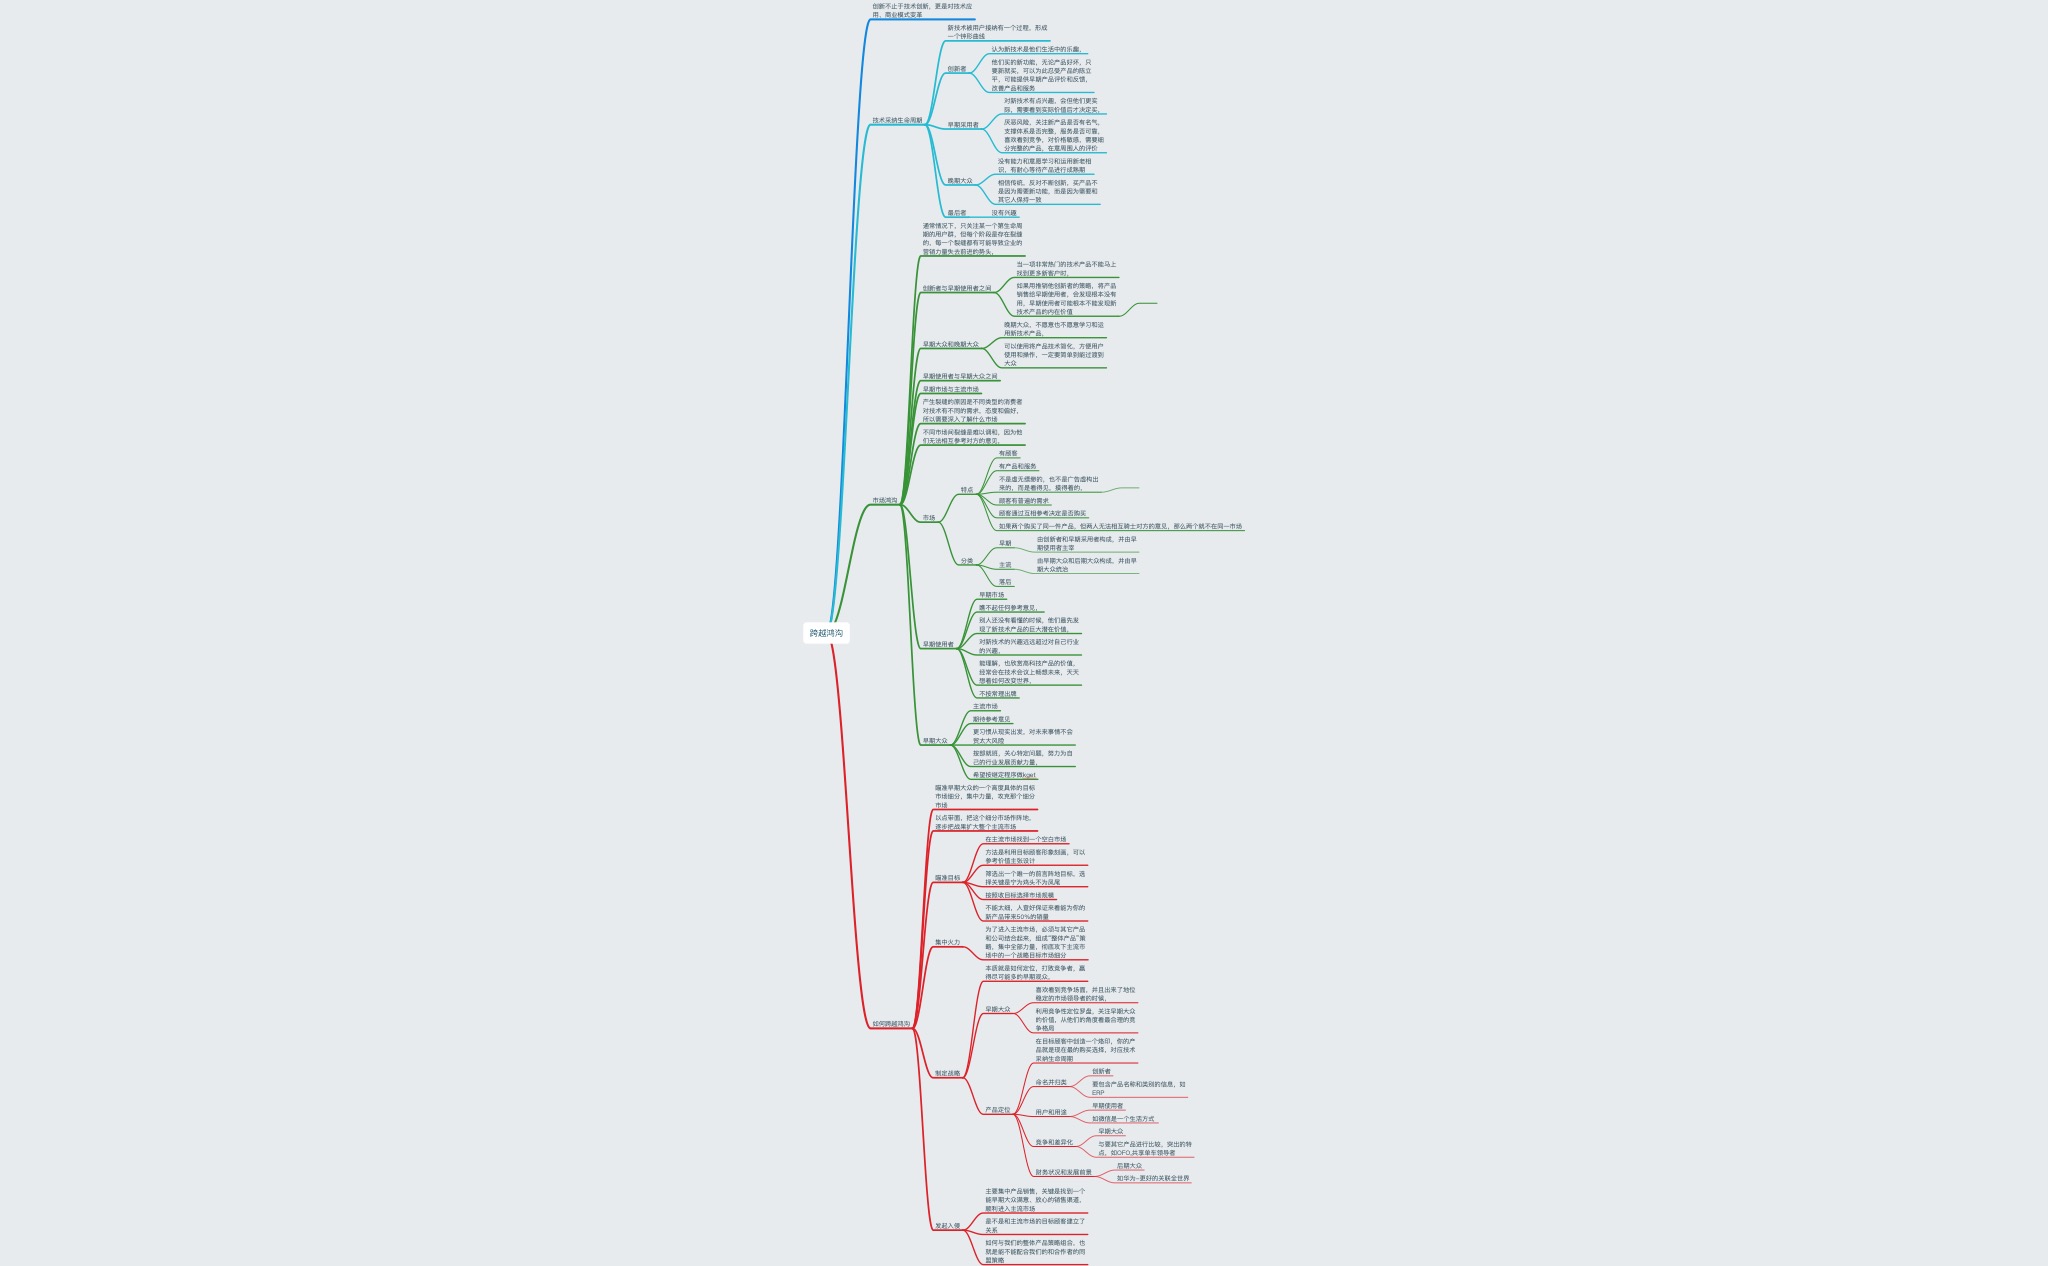 创新不止于技术创新，更是对技术应
用、商业模式变革
新技术被用户接纳有一个过程，形成
一个钟形曲线
认为新技术是他们生活中的乐趣，
创新者
他们买的新功能，无论产品好坏，只
要新就买，可以为此忍受产品的陈立
平，可能提供早期产品评价和反馈，
改善产品和服务
技术采纳生命周期
对新技术有点兴趣，会但他们更实
际，需要看到实际价值后才决定买。
早期采用者
厌恶风险，关注新产品是否有名气，
支撑体系是否完整，服务是否可靠，
喜欢看到竞争，对价格敏感，需要细
分完整的产品，在意周围人的评价
没有能力和意愿学习和运用新老相
识，有耐心等待产品进行成熟期
晚期大众
相信传统，反对不断创新，买产品不
是因为需更新功能，而是因为需要和
其它人保持一致
最后者
没有兴趣
通常情况下，只关注某一个第生命周
期的用户群，但每个阶段是存在裂缝
的，每一个裂缝都有可能导致企业的
营销力量失去前进的势头。
当一项非常热门的技术产品不能马上
找到更多新客户时。
创新者与早期使用者之间
如果用推销他创新者的策略，将产品
销售给早期使用者，会发现根本没有
用，早期使用者可能根本不能发现新
技术产品的内在价值
晚期大众，不愿意也不愿意学习和运
用新技术产品。
早期大众和晚期大众
可以使用将产品技术简化，方便用户
使用和操作，一定要简单到能过渡到
大众
早期使用者与早期大众之间
早期市场与主流市场
产生裂缝的原因是不同类型的消费者
对技术有不同的需求、态度和偏好，
所以需要深入了解什么市场
不同市场间裂缝是难以调和，因为他
们无法相互参考对方的意见。
市场鸿沟
市场
特点
有顾客
有产品和服务
不是虚无缥缈的，也不是广告虚构出
来的，而是看得见，摸得着的。
顾客有普遍的需求
顾客通过互相参考决定是否购买
如果两个购买了同一件产品，但两人无法相互骑士对方的意见，那么两个就不在同一市场
分类
早期
由创新者和早期采用者构成，并由早
期使用者主宰
主流
由早期大众和后期大众构成，并由早
期大众统治
落后
早期使用者
早期市场
瞧不起任何参考意见，
别人还没有看懂的时候，他们最先发
现了新技术产品的巨大潜在价值。
对新技术的兴趣远远超过对自己行业
的兴趣。
能理解，也欣赏高科技产品的价值，
经常会在技术会议上畅想未来，天天
想着如何改变世界。
不按常理出牌
早期大众
主流市场
期待参考意见
更习惯从现实出发，对未来事情不会
贸太大风险
按部就班，关心特定问题，努力为自
己的行业发展贡献力量。
希望按继定程序做kget
跨越鸿沟
瞄准早期大众的一个高度具体的目标
市场细分，集中力量，攻克那个细分
市场
以点带面，把这个细分市场作阵地，
逐步把战果扩大整个主流市场
瞄准目标
在主流市场找到一个空白市场
方法是利用目标顾客形象刻画，可以
参考价值主张设计
筛选出一个唯一的前言阵地目标，选
择关键是宁为鸡头不为凤尾
按照收目标选择市场规模
不能太细，人查好保证来看能为你的
新产品带来50%的销量
集中火力
为了进入主流市场，必须与其它产品
和公司结合起来，组成“整体产品”策
略，集中全部力量，彻底攻下主流市
场中的一个战略目标市场细分
如何跨越鸿沟
制定战略
本质就是如何定位，打败竞争者，赢
得尽可能多的早期观众。
早期大众
喜欢看到竞争场面，并且出来了地位
稳定的市场领导者的时候。
利用竞争性定位罗盘，关注早期大众
的价值，从他们的角度看最合理的竞
争格局
产品定位
在目标顾客中创造一个烙印，你的产
品就是现在最的购买选择，对应技术
采纳生命周期
命名并归类
创新者
要包含产品名称和类别的信息，如
ERP
用户和用途
早期使用者
如微信是一个生活方式
竞争和差异化
早期大众
与要其它产品进行比较，突出的特
点，如OFO,共享单车领导者
财务状况和发展前景
后期大众
如华为-更好的关联全世界
发起入侵
主要集中产品销售，关键是找到一个
能早期大众满意、放心的销售渠道，
顺利进入主流市场
是不是和主流市场的目标顾客建立了
关系
如何与我们的整体产品策略组合，也
就是能不能配合我们的和合作者的同
盟策略